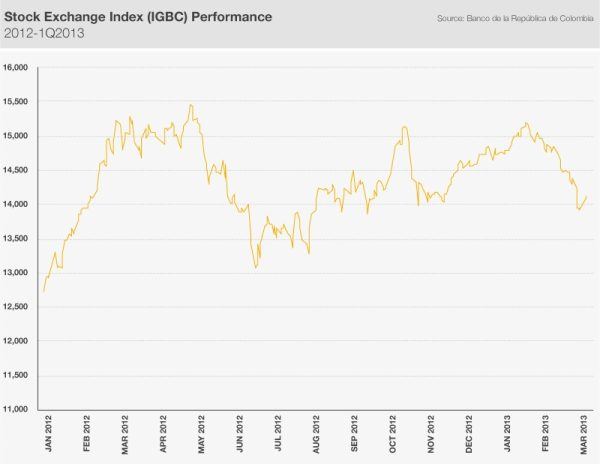 Stock Exchange Index (IGBC) Performance
2012-1Q2013
Source: Banco de la República de Colombia
16,000
15,500
15,000
14,500
14,000
13,500
13,000
12,500
12,000
11,500
11,000
JAN 2012
FEB 2012
MAR 2012
APR 2012
MAY 2012
JUN 2012
JUL 2012
AUG 2012
SEP 2012
OCT 2012
NOV 2012
DEC 2012
JAN 2013
FEB 2013
MAR 2013